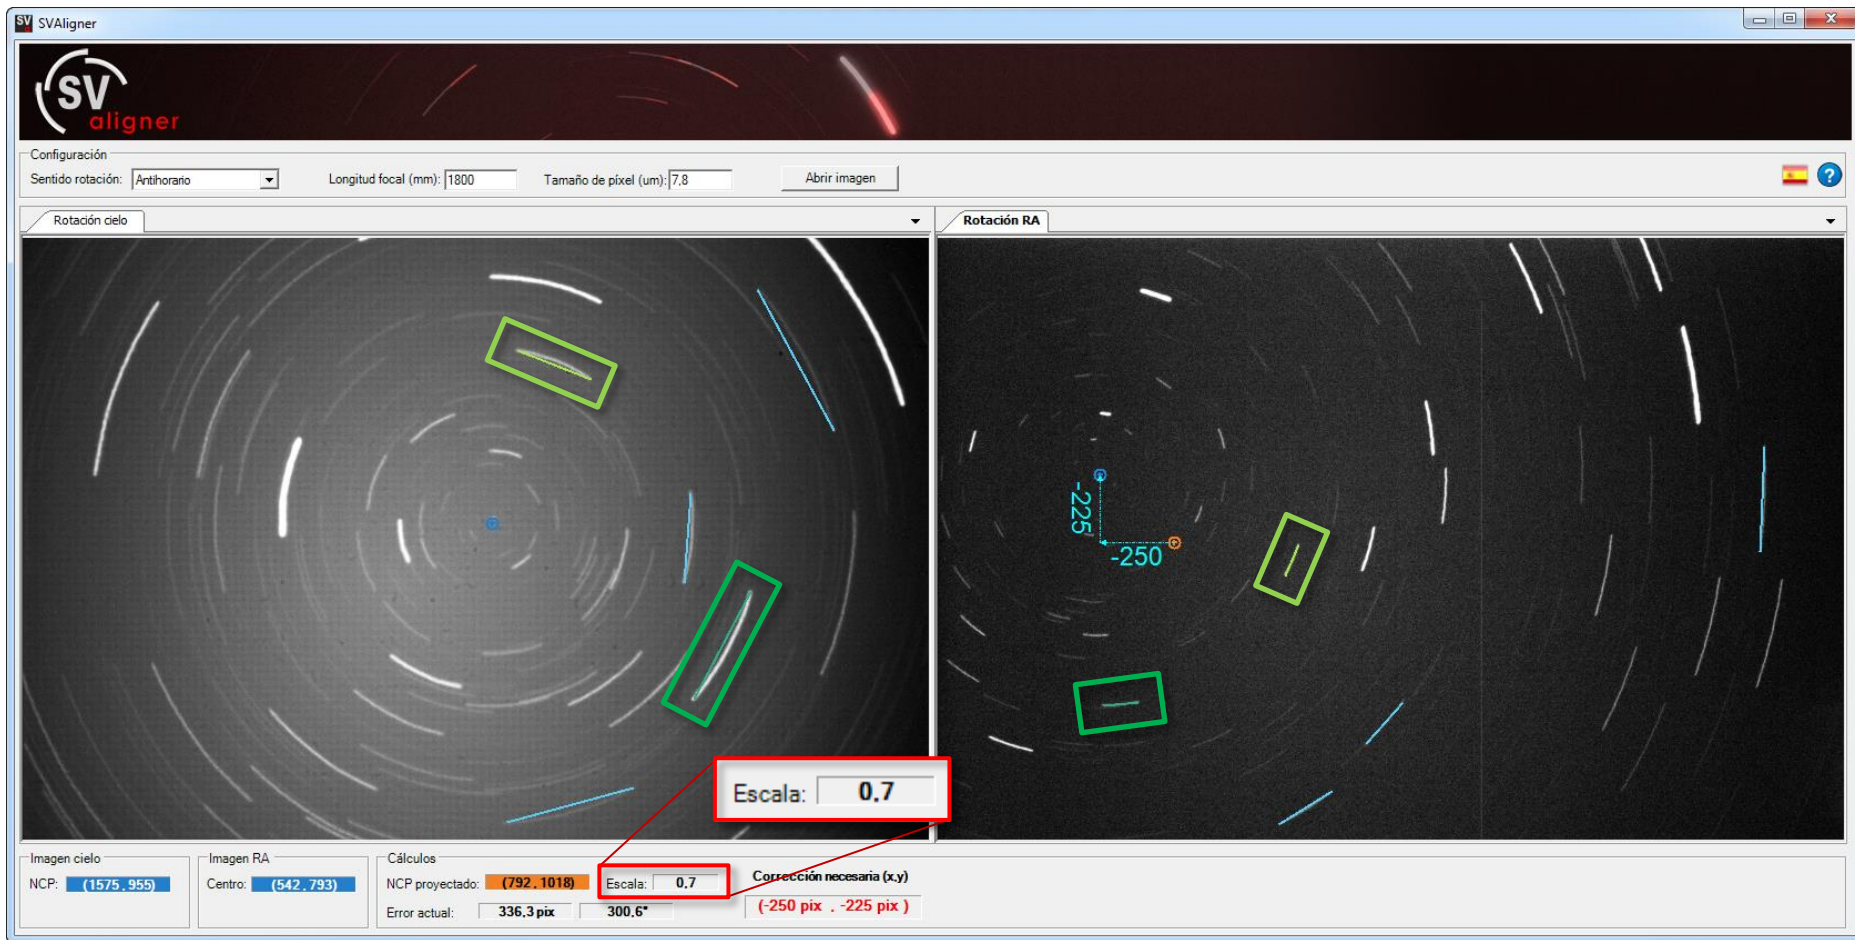 SVAligner
SV
aligner
Configuración
Sentido rotación: Antihorario Longitud focal (mm): 1800 Tamaño de píxel (um): 7,8 Abrir imagen
Rotación cielo
Rotación RA
-225
-250
Escala: 0,7
Imagen cielo
NCP: (1575 , 955)
Imagen RA
Centro: (542 , 793)
Cálculos
NCP proyectado: (792 , 1018) Escala: 0,7
Error actual: 336,3 pix 300,6"
Corrección necesaria (x,y)
(-250 pix , -225 pix )